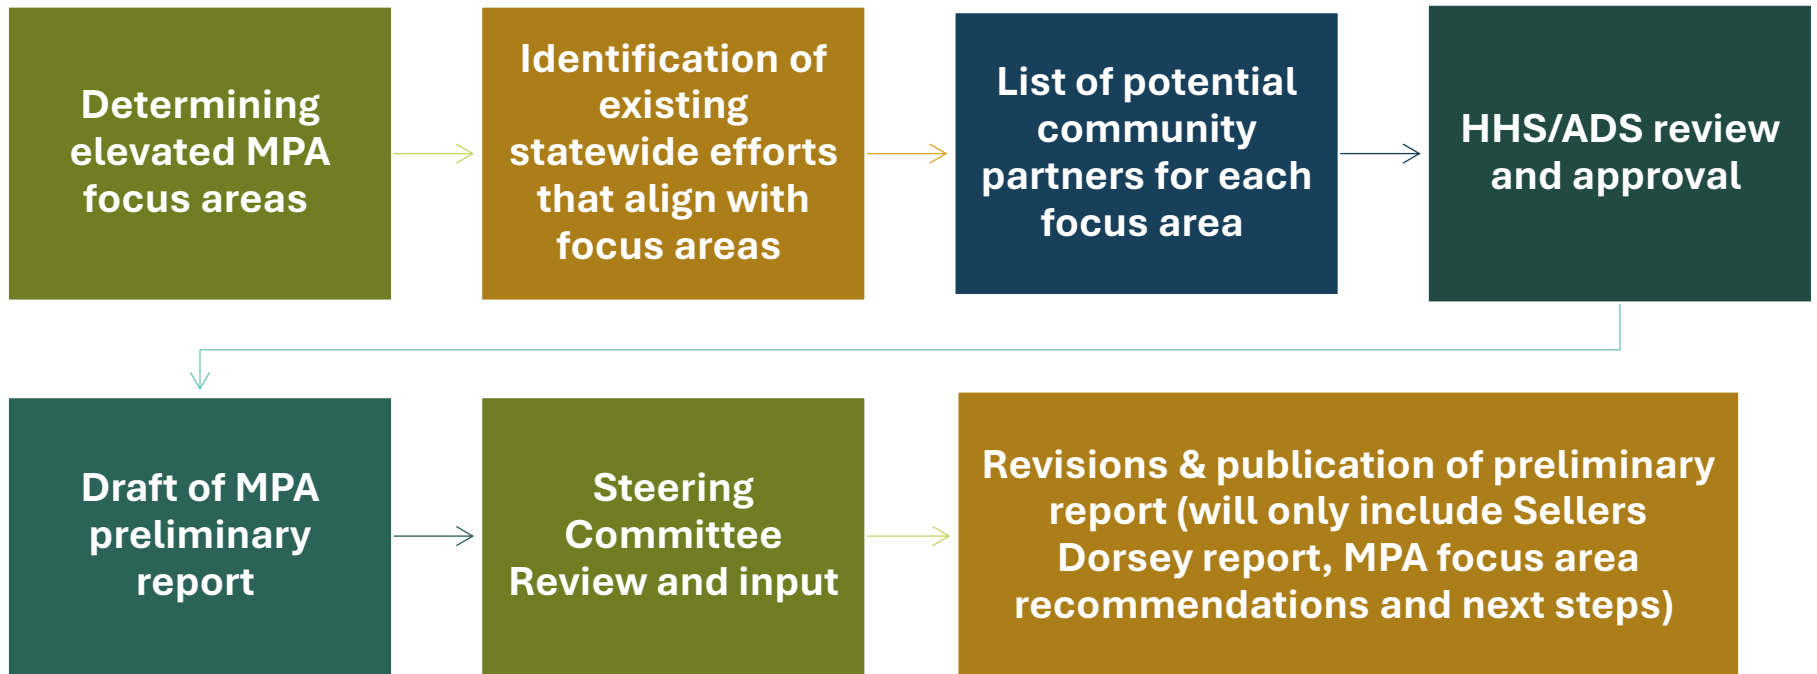 Determining
elevated MPA
focus areas
Identification of
existing
statewide efforts
that align with
focus areas
List of potential
community
partners for each
focus area
HHS/ADS review
and approval
Draft of MPA
preliminary
report
Steering
Committee
Review and input
Revisions & publication of preliminary
report (will only include Sellers
Dorsey report, MPA focus area
recommendations and next steps)